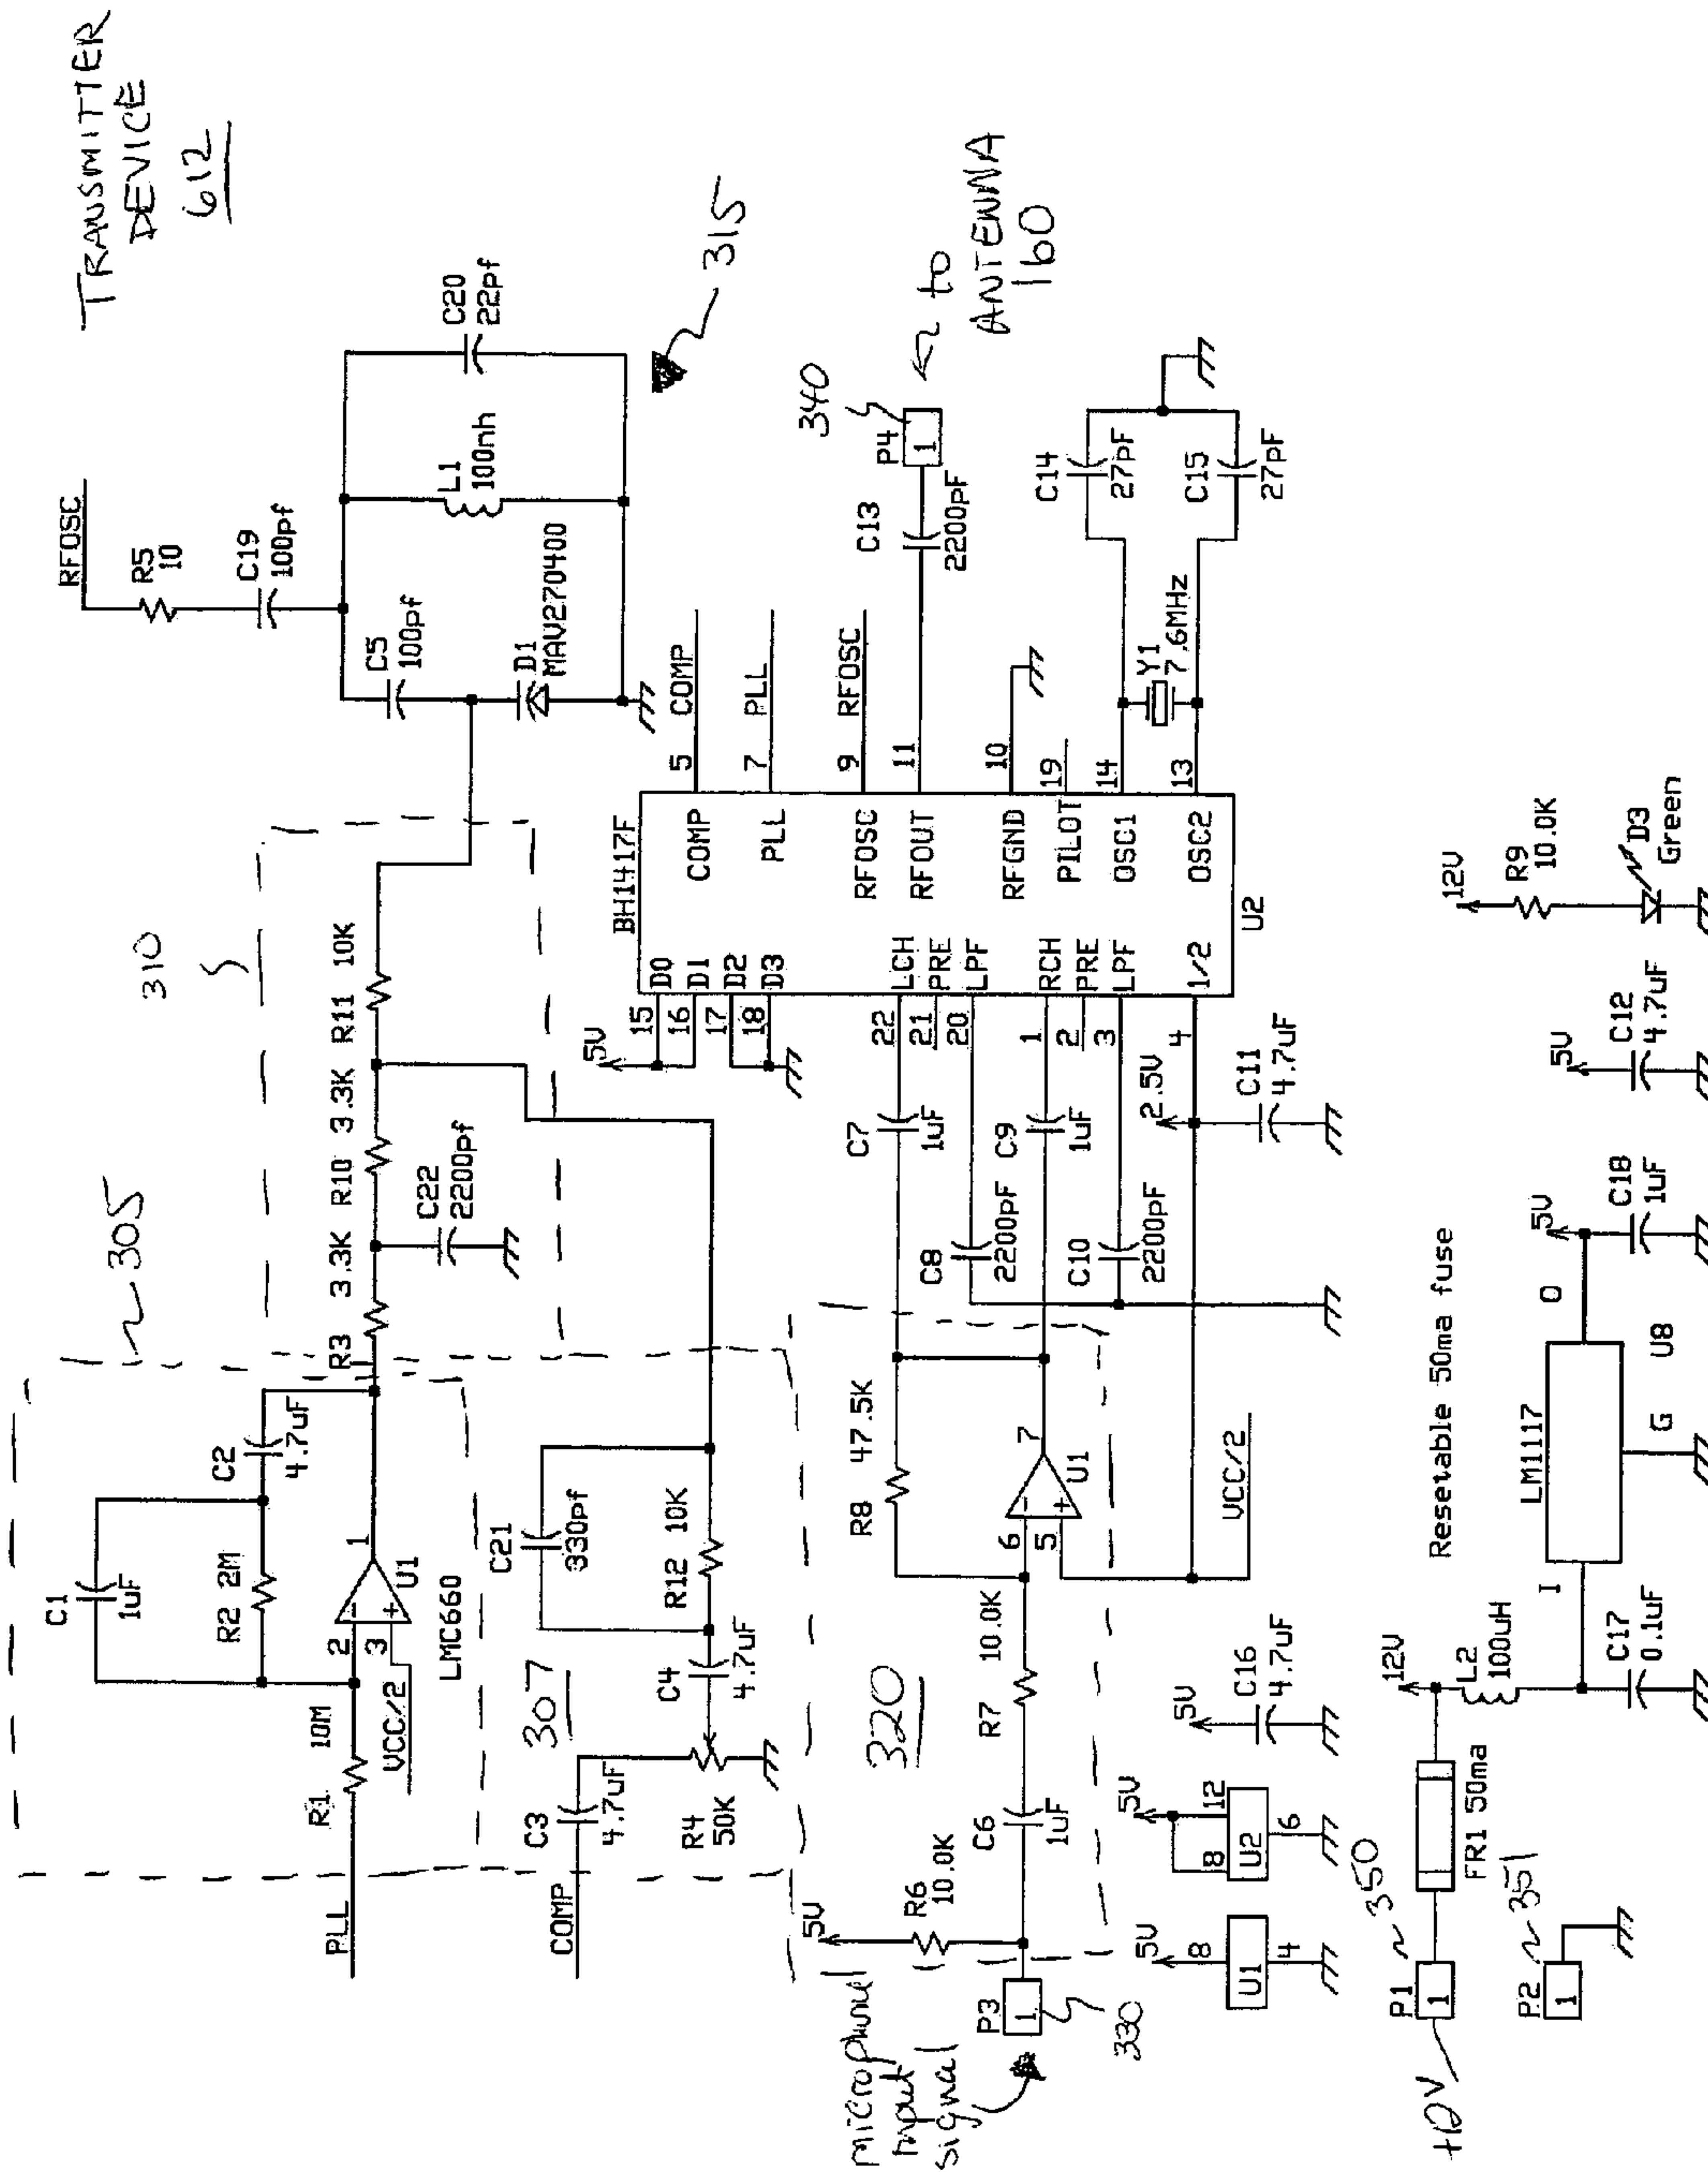 TRANSMITTER
DEVICE
612
305
310
315
C1
1uF
R2 2M
C2
4.7uF
PLL
R1 10M
2
3
1
U1
LMC660
VCC/2
R3 3.3K
R10 3.3K
R11 10K
C22
2200pf
RFOSC
R5
10
C19
100pf
C5
100pf
D1
MAV270400
L1
100nh
C20
22pf
307
COMP
C3
4.7uF
R4
50K
C4
4.7uF
C21
330pf
R12 10K
BH1417F
5V
15 D0
16 D1
17 D2
18 D3
22 LCH
21 PRE
20 LPF
1 RCH
2 PRE
3 LPF
4 1/2
COMP 5 COMP
PLL 7 PLL
RFOSC 9 RFOSC
RFOUT 11
RFGND 10
PILOT 19
OSC1 14
OSC2 13
U2
C13
2200pF
P4
1
340
to
ANTENNA
160
Y1
7.6MHz
C14
27pF
C15
27pF
320
microphone
input
signal
P3
1
330
5V
R6
10.0K
C6
1uF
R7 10.0K
R8 47.5K
6
5
7
U1
VCC/2
C7
1uF
C8
2200pF
C9
1uF
C10
2200pF
2.5V
C11
4.7uF
5V
8
U1
4
5V
8
12
U2
6
5V
C16
4.7uF
+12V
P1
1
350
FR1 50ma
Resetable 50ma fuse
P2
1
351
12V
L2
100uH
C17
0.1uF
LM1117
I
O
G
U8
5V
C18
1uF
5V
C12
4.7uF
12V
R9
10.0K
D3
Green